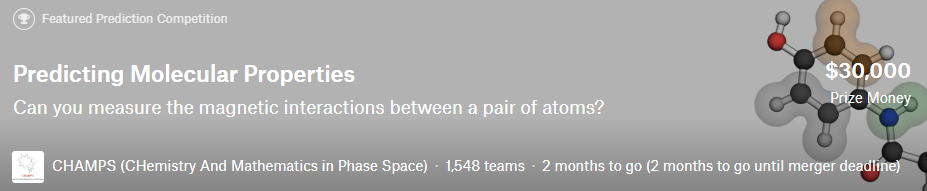 Featured Prediction Competition
Predicting Molecular Properties
$30,000
Can you measure the magnetic interactions between a pair of atoms?
Prize Money
CHAMPS (CHemistry And Mathematics in Phase Space) · 1,548 teams · 2 months to go (2 months to go until merger deadline)